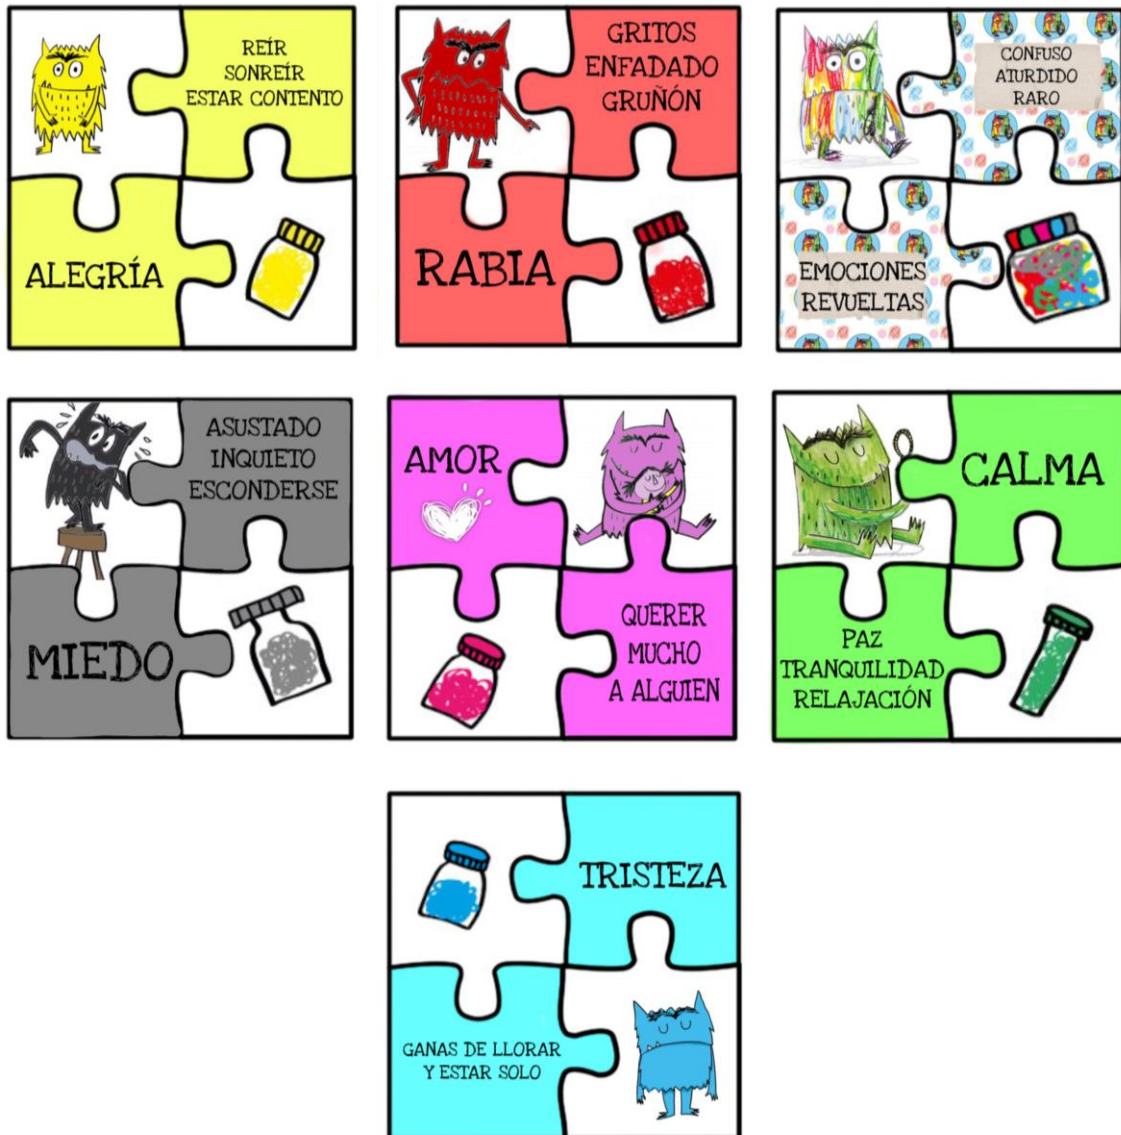 REÍR
SONREÍR
ESTAR CONTENTO
ALEGRÍA
GRITOS
ENFADADO
GRUÑÓN
RABIA
CONFUSO
ATURDIDO
RARO
EMOCIONES
REVUELTAS
ASUSTADO
INQUIETO
ESCONDERSE
MIEDO
AMOR
QUERER
MUCHO
A ALGUIEN
CALMA
PAZ
TRANQUILIDAD
RELAJACIÓN
TRISTEZA
GANAS DE LLORAR
Y ESTAR SOLO